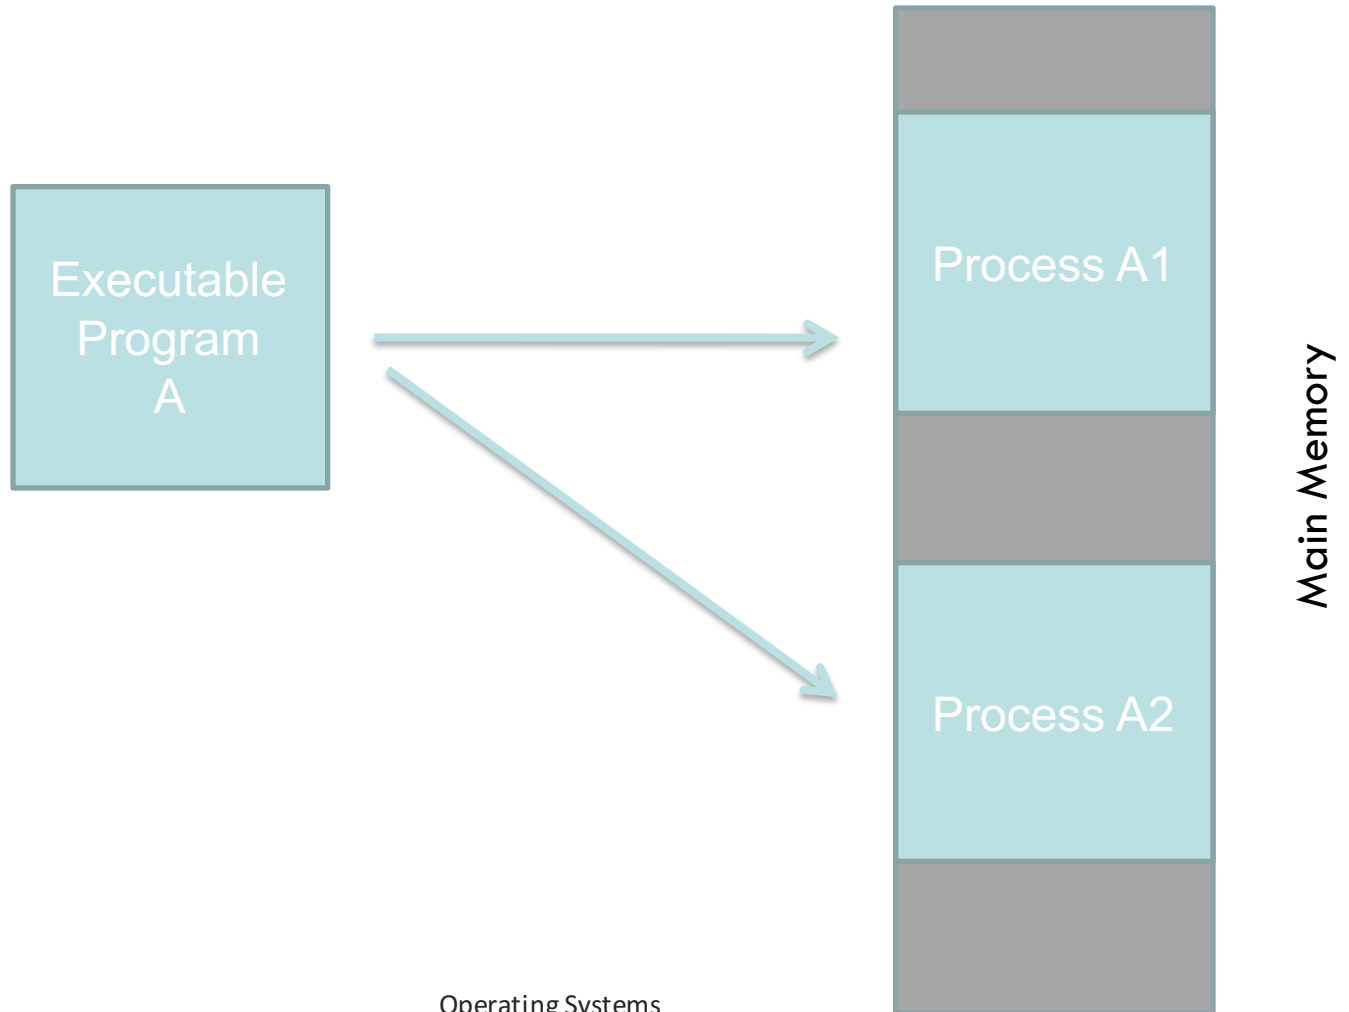 Executable
Program
A
Process A1
Process A2
Main Memory
Operating Systems